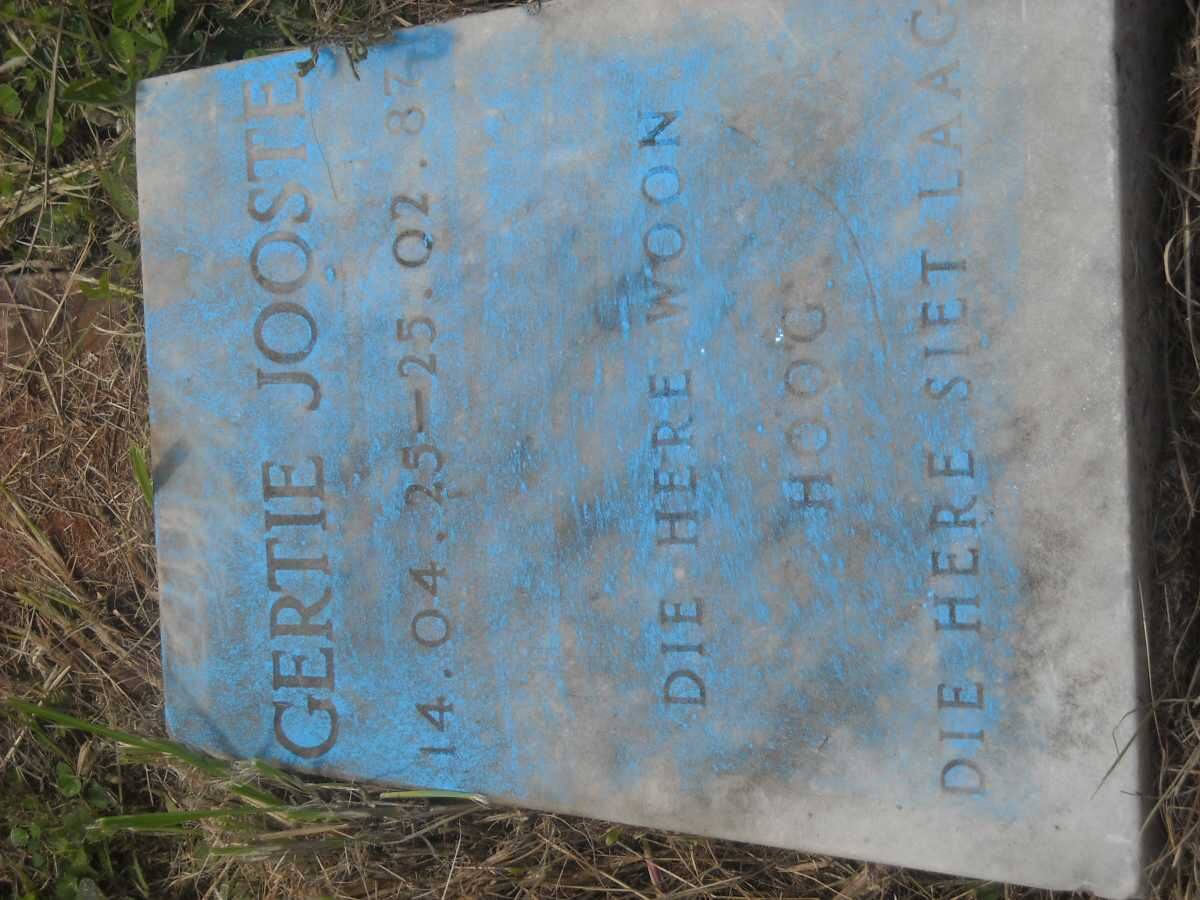 GERTIE JOOSTE
14.04.25—25.02.87
DIE HERE WOON
HOOG
DIE HERE SIET LAAG